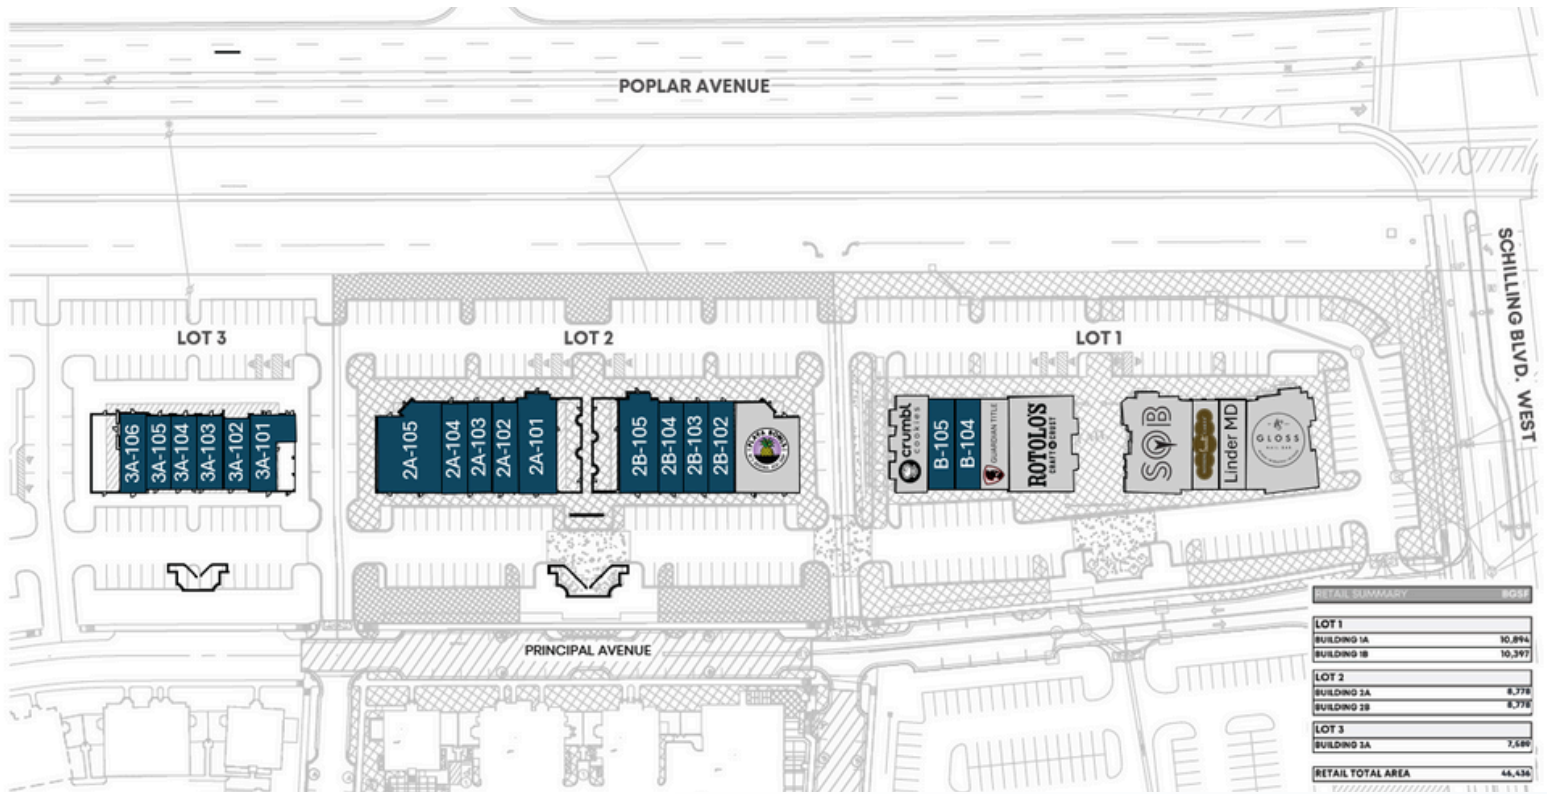 POPLAR AVENUE
SCHILLING BLVD. WEST
LOT 3
LOT 2
LOT 1
3A-106
3A-105
3A-104
3A-103
3A-102
3A-101
2A-105
2A-104
2A-103
2A-102
2A-101
2B-105
2B-104
2B-103
2B-102
crumbl
cookies
B-105
B-104
GUARDIAN TITLE
ROTOLO'S
CRAFT & CRUST
SOB
Linder MD
GLOSS
NAIL BAR
PRINCIPAL AVENUE
RETAIL SUMMARY BGSF
LOT 1
BUILDING 1A 10,894
BUILDING 1B 10,397
LOT 2
BUILDING 2A 8,778
BUILDING 2B 8,778
LOT 3
BUILDING 3A 7,589
RETAIL TOTAL AREA 46,436